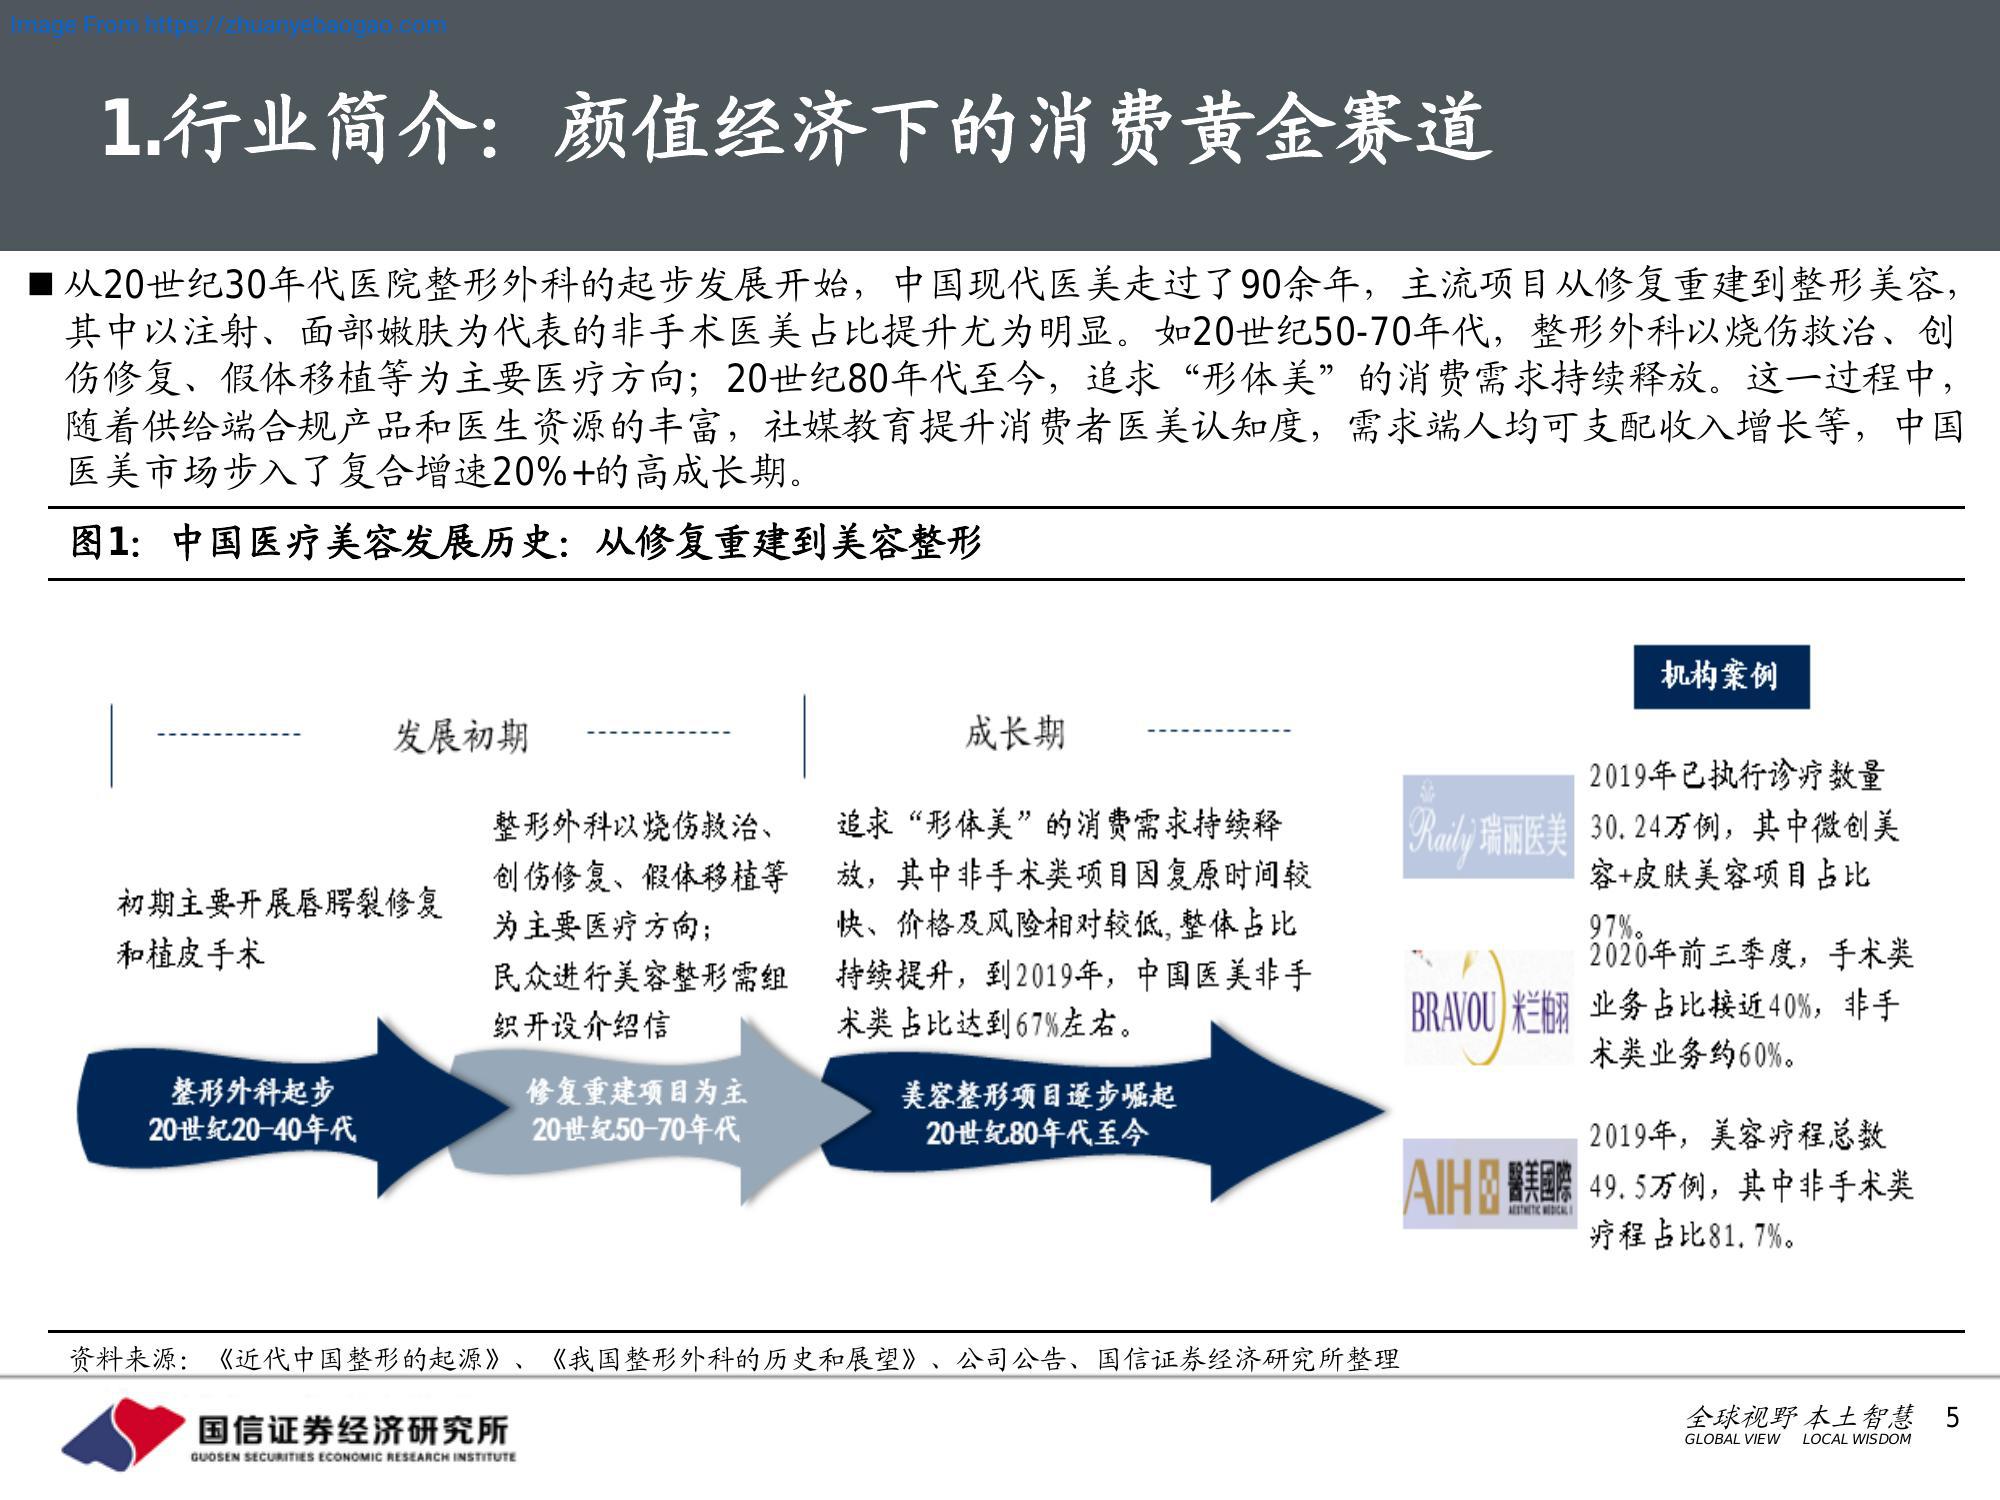 Image From https://zhuanyebaogao.com
1.行业简介：颜值经济下的消费黄金赛道
■从20世纪30年代医院整形外科的起步发展开始，中国现代医美走过了90余年，主流项目从修复重建到整形美容，
其中以注射、面部嫩肤为代表的非手术医美占比提升尤为明显。如20世纪50-70年代，整形外科以烧伤救治、创
伤修复、假体移植等为主要医疗方向；20世纪80年代至今，追求“形体美”的消费需求持续释放。这一过程中，
随着供给端合规产品和医生资源的丰富，社媒教育提升消费者医美认知度，需求端人均可支配收入增长等，中国
医美市场步入了复合增速20%+的高成长期。
图1：中国医疗美容发展历史：从修复重建到美容整形
发展初期
成长期
初期主要开展唇腭裂修复
和植皮手术
整形外科以烧伤救治、
创伤修复、假体移植等
为主要医疗方向；
民众进行美容整形需组
织开设介绍信
追求“形体美”的消费需求持续释
放，其中非手术类项目因复原时间较
快、价格及风险相对较低,整体占比
持续提升，到2019年，中国医美非手
术类占比达到67%左右。
整形外科起步
20世纪20-40年代
修复重建项目为主
20世纪50-70年代
美容整形项目逐步崛起
20世纪80年代至今
机构案例
Raily 瑞丽医美
2019年已执行诊疗数量
30.24万例，其中微创美
容+皮肤美容项目占比
97%。
BRAVOU 米兰柏羽
2020年前三季度，手术类
业务占比接近40%，非手
术类业务约60%。
AIH 醫美國際
AESTHETIC MEDICAL I
2019年，美容疗程总数
49.5万例，其中非手术类
疗程占比81.7%。
资料来源：《近代中国整形的起源》、《我国整形外科的历史和展望》、公司公告、国信证券经济研究所整理
国信证券经济研究所
GUOSEN SECURITIES ECONOMIC RESEARCH INSTITUTE
全球视野 本土智慧
GLOBAL VIEW LOCAL WISDOM
5